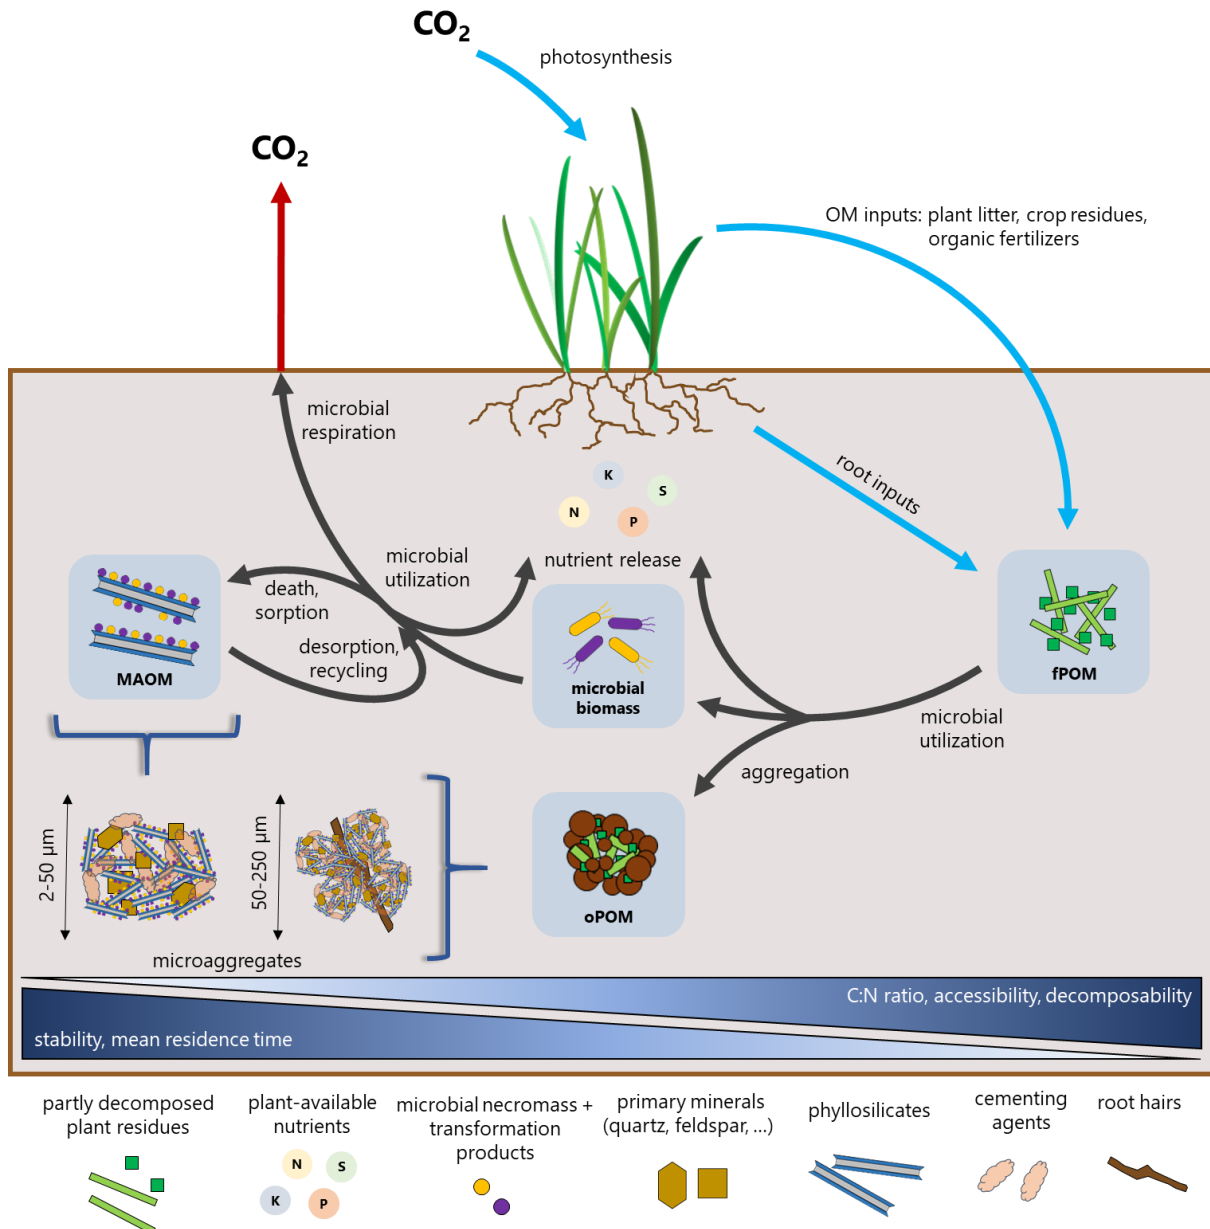 CO2
photosynthesis
CO2
OM inputs: plant litter, crop residues,
organic fertilizers
microbial
respiration
root inputs
K
S
N
P
nutrient release
microbial
utilization
death,
sorption
desorption,
recycling
MAOM
microbial
biomass
fPOM
microbial
utilization
aggregation
oPOM
2-50 µm
50-250 µm
microaggregates
C:N ratio, accessibility, decomposability
stability, mean residence time
partly decomposed
plant residues
plant-available
nutrients
N
S
K
P
microbial necromass +
transformation
products
primary minerals
(quartz, feldspar, ...)
phyllosilicates
cementing
agents
root hairs